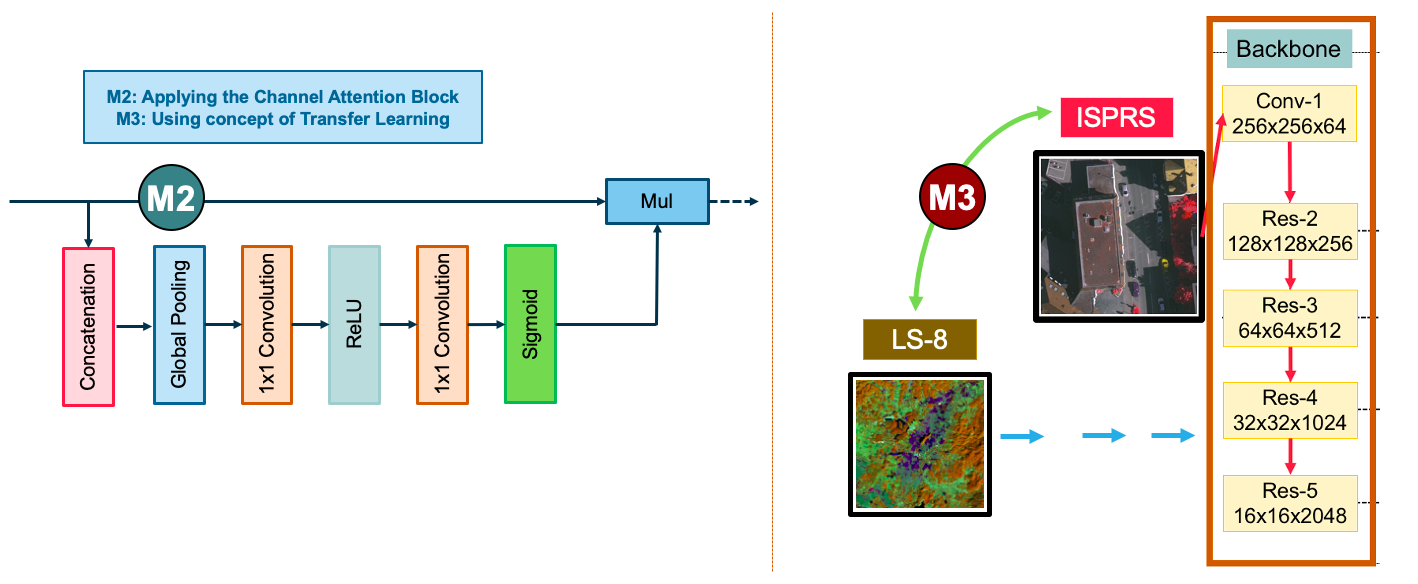 M2: Applying the Channel Attention Block
M3: Using concept of Transfer Learning
M2
Mul
Concatenation
Global Pooling
1x1 Convolution
ReLU
1x1 Convolution
Sigmoid
M3
ISPRS
LS-8
Backbone
Conv-1
256x256x64
Res-2
128x128x256
Res-3
64x64x512
Res-4
32x32x1024
Res-5
16x16x2048